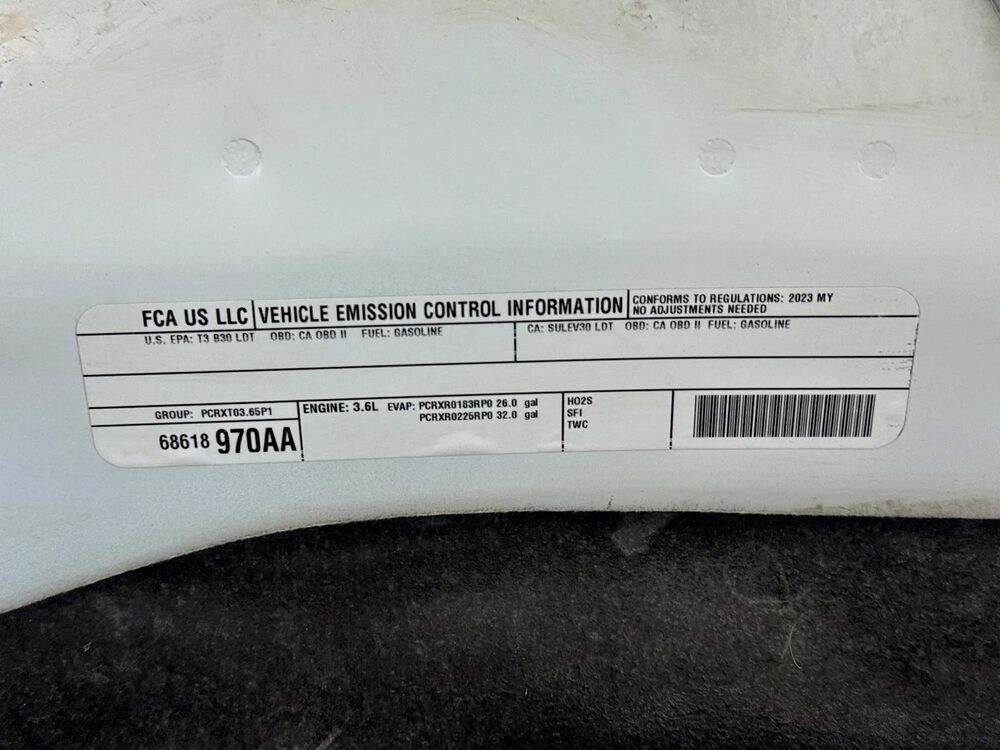 FCA US LLC
VEHICLE EMISSION CONTROL INFORMATION
CONFORMS TO REGULATIONS: 2023 MY
NO ADJUSTMENTS NEEDED
U.S. EPA: T3 B30 LDT OBD: CA OBD II FUEL: GASOLINE
CA: SULEV30 LDT OBD: CA OBD II FUEL: GASOLINE
GROUP: PCRXT03.65P1
68618 970AA
ENGINE: 3.6L EVAP: PCRXR0183RP0 26.0 gal
PCRXR0225RP0 32.0 gal
HO2S
SFI
TWC